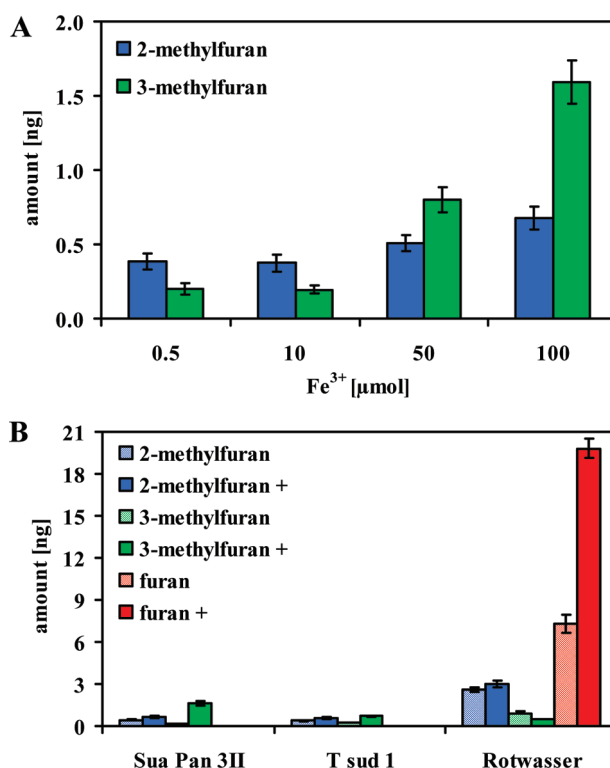 A
2.0
1.5
1.0
0.5
0.0
amount [ng]
2-methylfuran
3-methylfuran
0.5 10 50 100
Fe³⁺ [µmol]
B
21
18
15
12
9
6
3
0
amount [ng]
2-methylfuran
2-methylfuran +
3-methylfuran
3-methylfuran +
furan
furan +
Sua Pan 3II T sud 1 Rotwasser